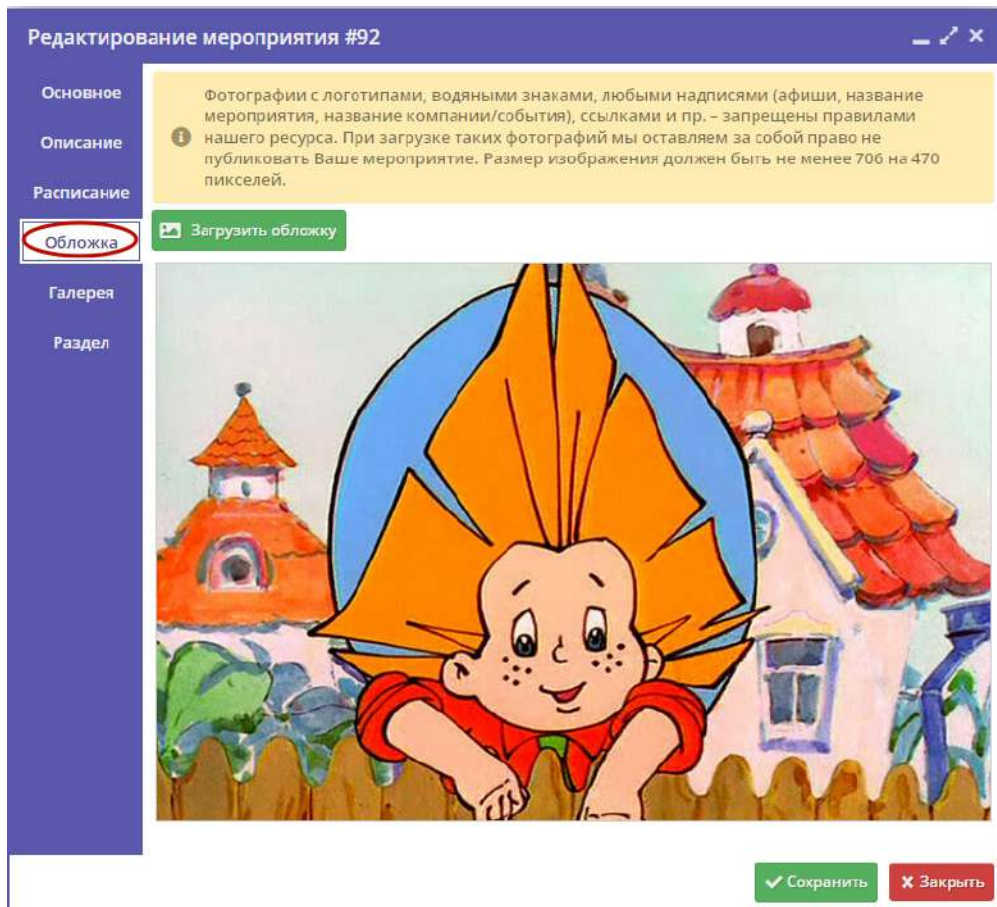 Редактирование мероприятия #92
Основное
Описание
Расписание
Обложка
Галерея
Раздел
Фотографии с логотипами, водяными знаками, любыми надписями (афиши, название
мероприятия, название компании/события), ссылками и пр. – запрещены правилами
нашего ресурса. При загрузке таких фотографий мы оставляем за собой право не
публиковать Ваше мероприятие. Размер изображения должен быть не менее 706 на 470
пикселей.
Загрузить обложку
Сохранить
Закрыть